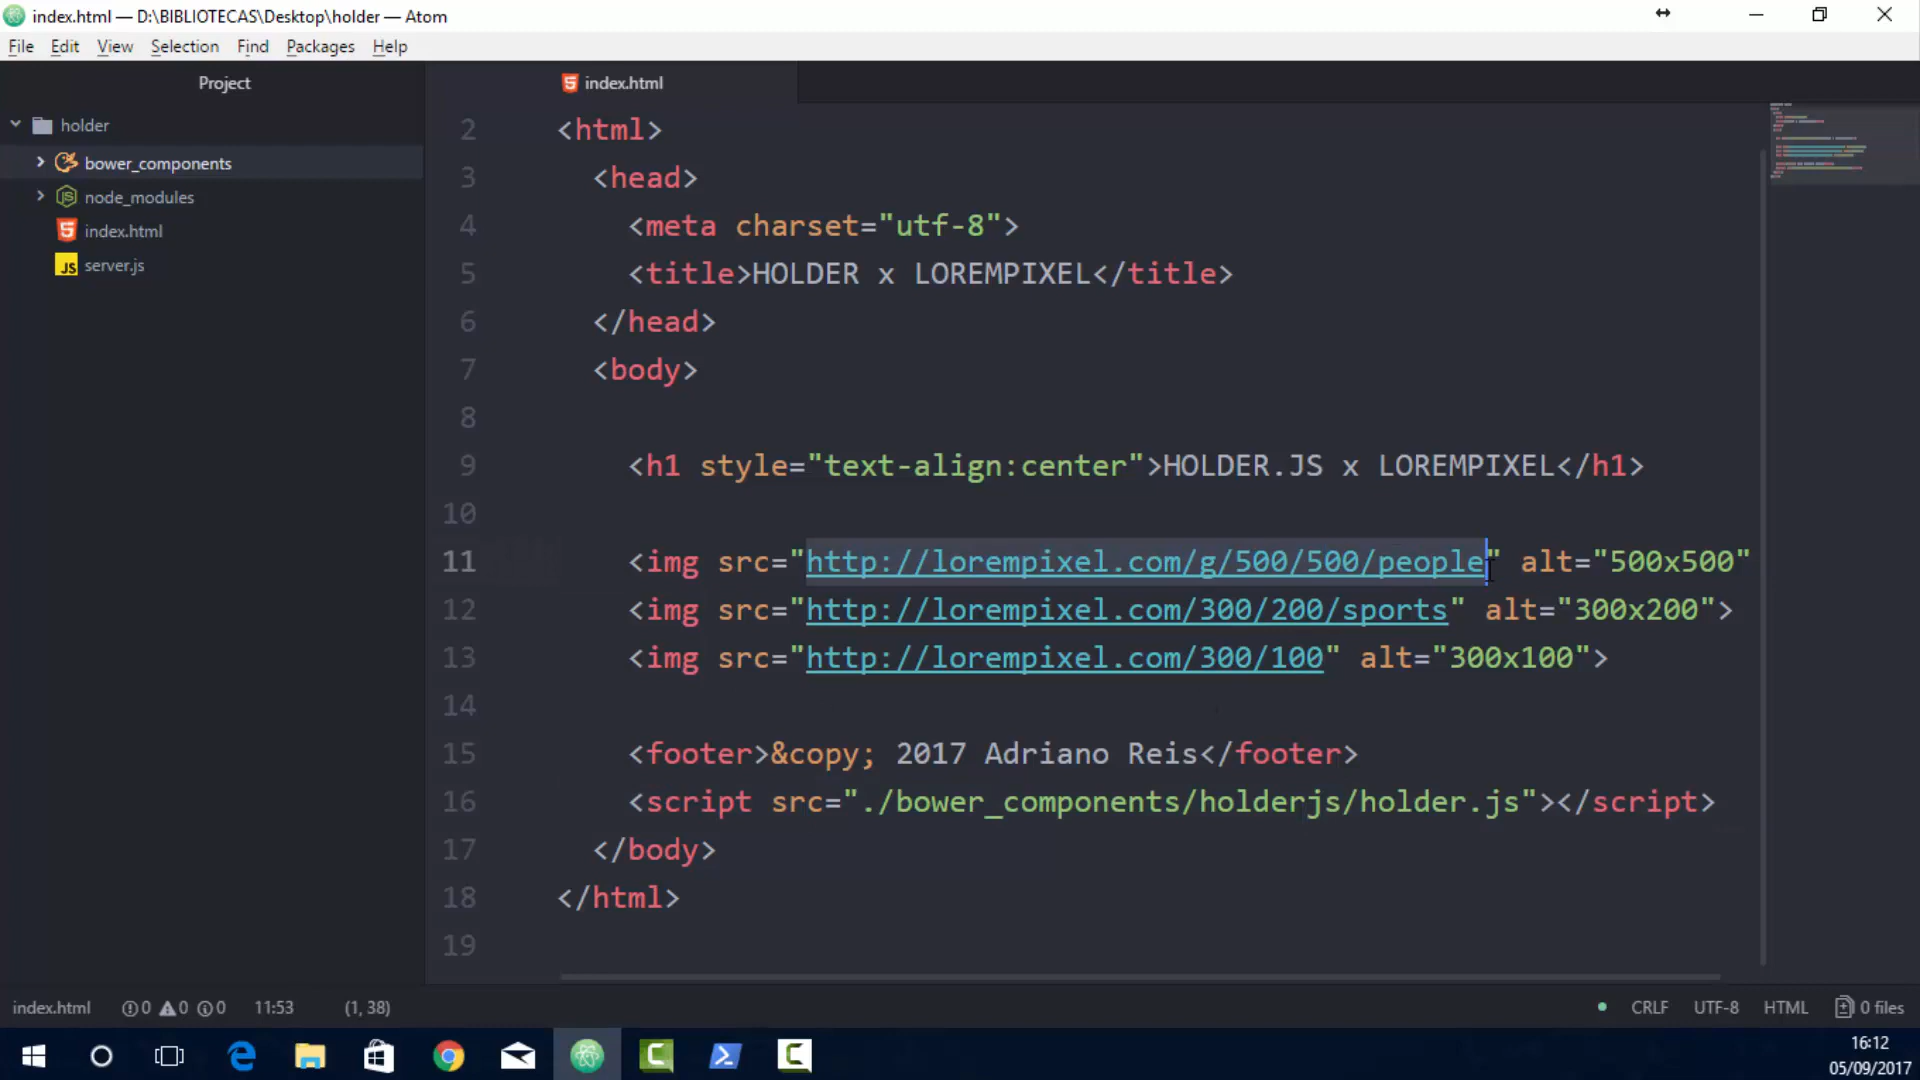 index.html — D:\BIBLIOTECAS\Desktop\holder — Atom
File Edit View Selection Find Packages Help
Project
index.html
holder
bower_components
node_modules
index.html
server.js
2 <html>
3 <head>
4 <meta charset="utf-8">
5 <title>HOLDER x LOREMPIXEL</title>
6 </head>
7 <body>
8
9 <h1 style="text-align:center">HOLDER.JS x LOREMPIXEL</h1>
10
11 <img src="http://lorempixel.com/g/500/500/people" alt="500x500"
12 <img src="http://lorempixel.com/300/200/sports" alt="300x200">
13 <img src="http://lorempixel.com/300/100" alt="300x100">
14
15 <footer>&copy; 2017 Adriano Reis</footer>
16 <script src="./bower_components/holderjs/holder.js"></script>
17 </body>
18 </html>
19
index.html 0 0 0 11:53 (1, 38) CRLF UTF-8 HTML 0 files
16:12
05/09/2017